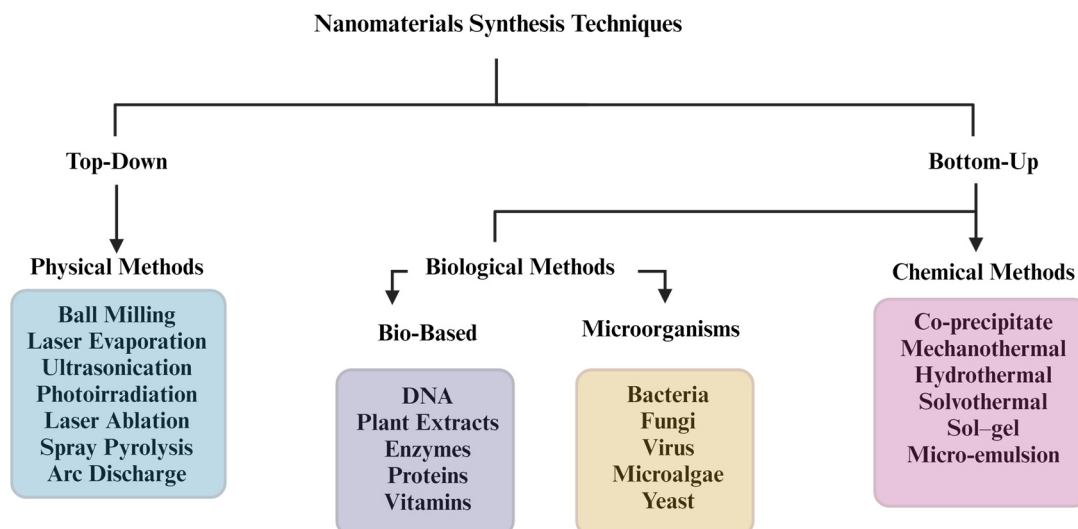 Nanomaterials Synthesis Techniques
Top-Down
Bottom-Up
Physical Methods
Ball Milling
Laser Evaporation
Ultrasonication
Photoirradiation
Laser Ablation
Spray Pyrolysis
Arc Discharge
Biological Methods
Bio-Based
DNA
Plant Extracts
Enzymes
Proteins
Vitamins
Microorganisms
Bacteria
Fungi
Virus
Microalgae
Yeast
Chemical Methods
Co-precipitate
Mechanothermal
Hydrothermal
Solvothermal
Sol–gel
Micro-emulsion